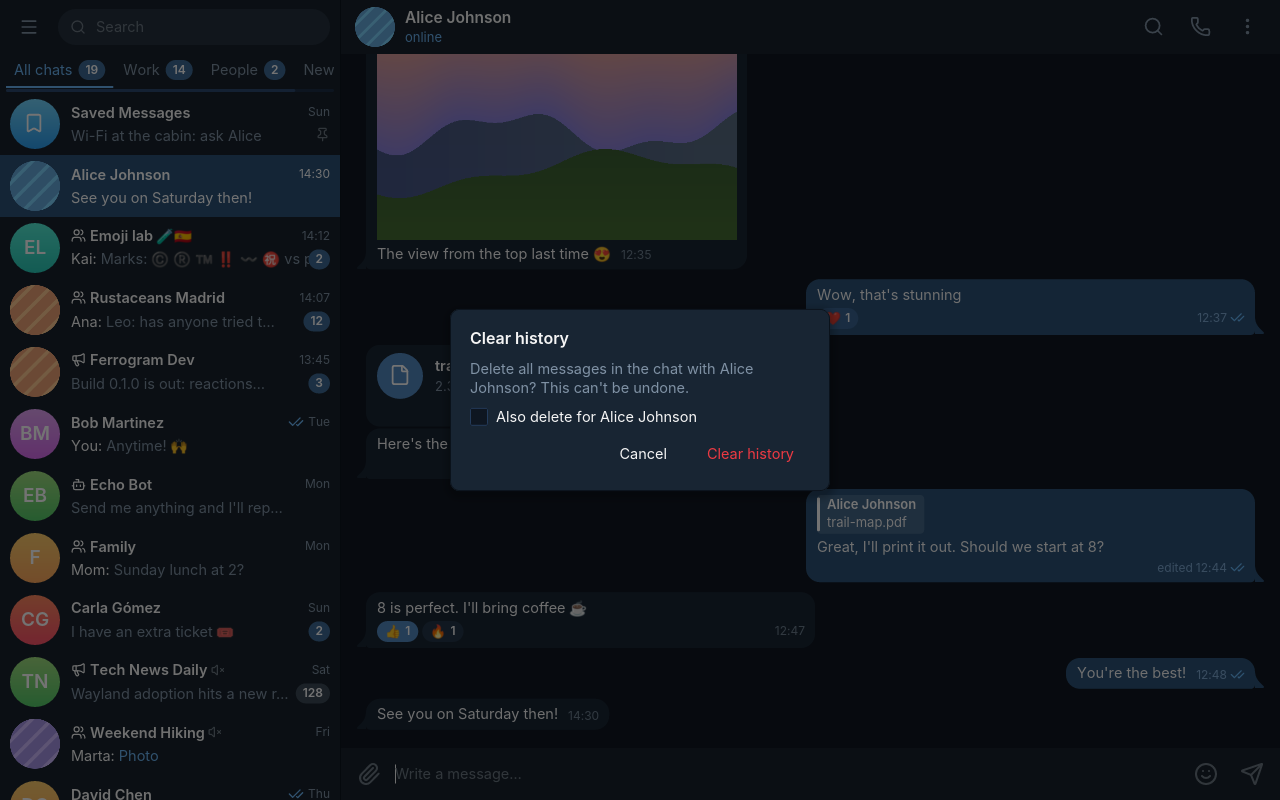 Search
All chats 19 Work 14 People 2 New
Saved Messages Sun
Wi-Fi at the cabin: ask Alice
Alice Johnson 14:30
See you on Saturday then!
EL Emoji lab 🧪🇪🇸 14:12
Kai: Marks: ©️ ®️ ™️ ‼️ 〰️ ㊗️ vs 2
Rustaceans Madrid 14:07
Ana: Leo: has anyone tried t... 12
Ferrogram Dev 13:45
Build 0.1.0 is out: reactions... 3
BM Bob Martinez Tue
You: Anytime! 🙌
EB Echo Bot Mon
Send me anything and I'll rep...
F Family Mon
Mom: Sunday lunch at 2?
CG Carla Gómez Sun
I have an extra ticket 🎟️ 2
TN Tech News Daily Sat
Wayland adoption hits a new r... 128
Weekend Hiking Fri
Marta: Photo
David Chen Thu
Alice Johnson
online
The view from the top last time 😍 12:35
Wow, that's stunning
❤️ 1 12:37
Here's the
Clear history
Delete all messages in the chat with Alice
Johnson? This can't be undone.
Also delete for Alice Johnson
Cancel Clear history
Alice Johnson
trail-map.pdf
Great, I'll print it out. Should we start at 8?
edited 12:44
8 is perfect. I'll bring coffee ☕
👍 1 🔥 1 12:47
You're the best! 12:48
See you on Saturday then! 14:30
Write a message...